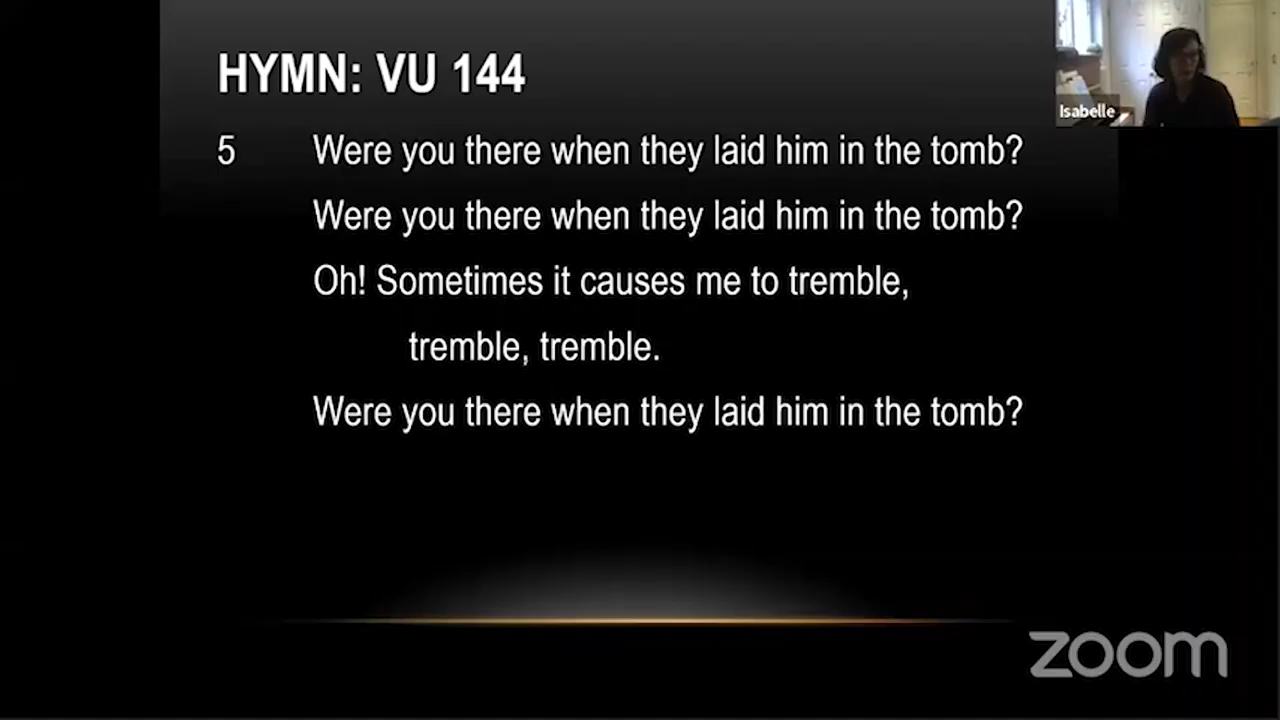 HYMN: VU 144
Isabelle
5 Were you there when they laid him in the tomb?
Were you there when they laid him in the tomb?
Oh! Sometimes it causes me to tremble,
tremble, tremble.
Were you there when they laid him in the tomb?
zoom